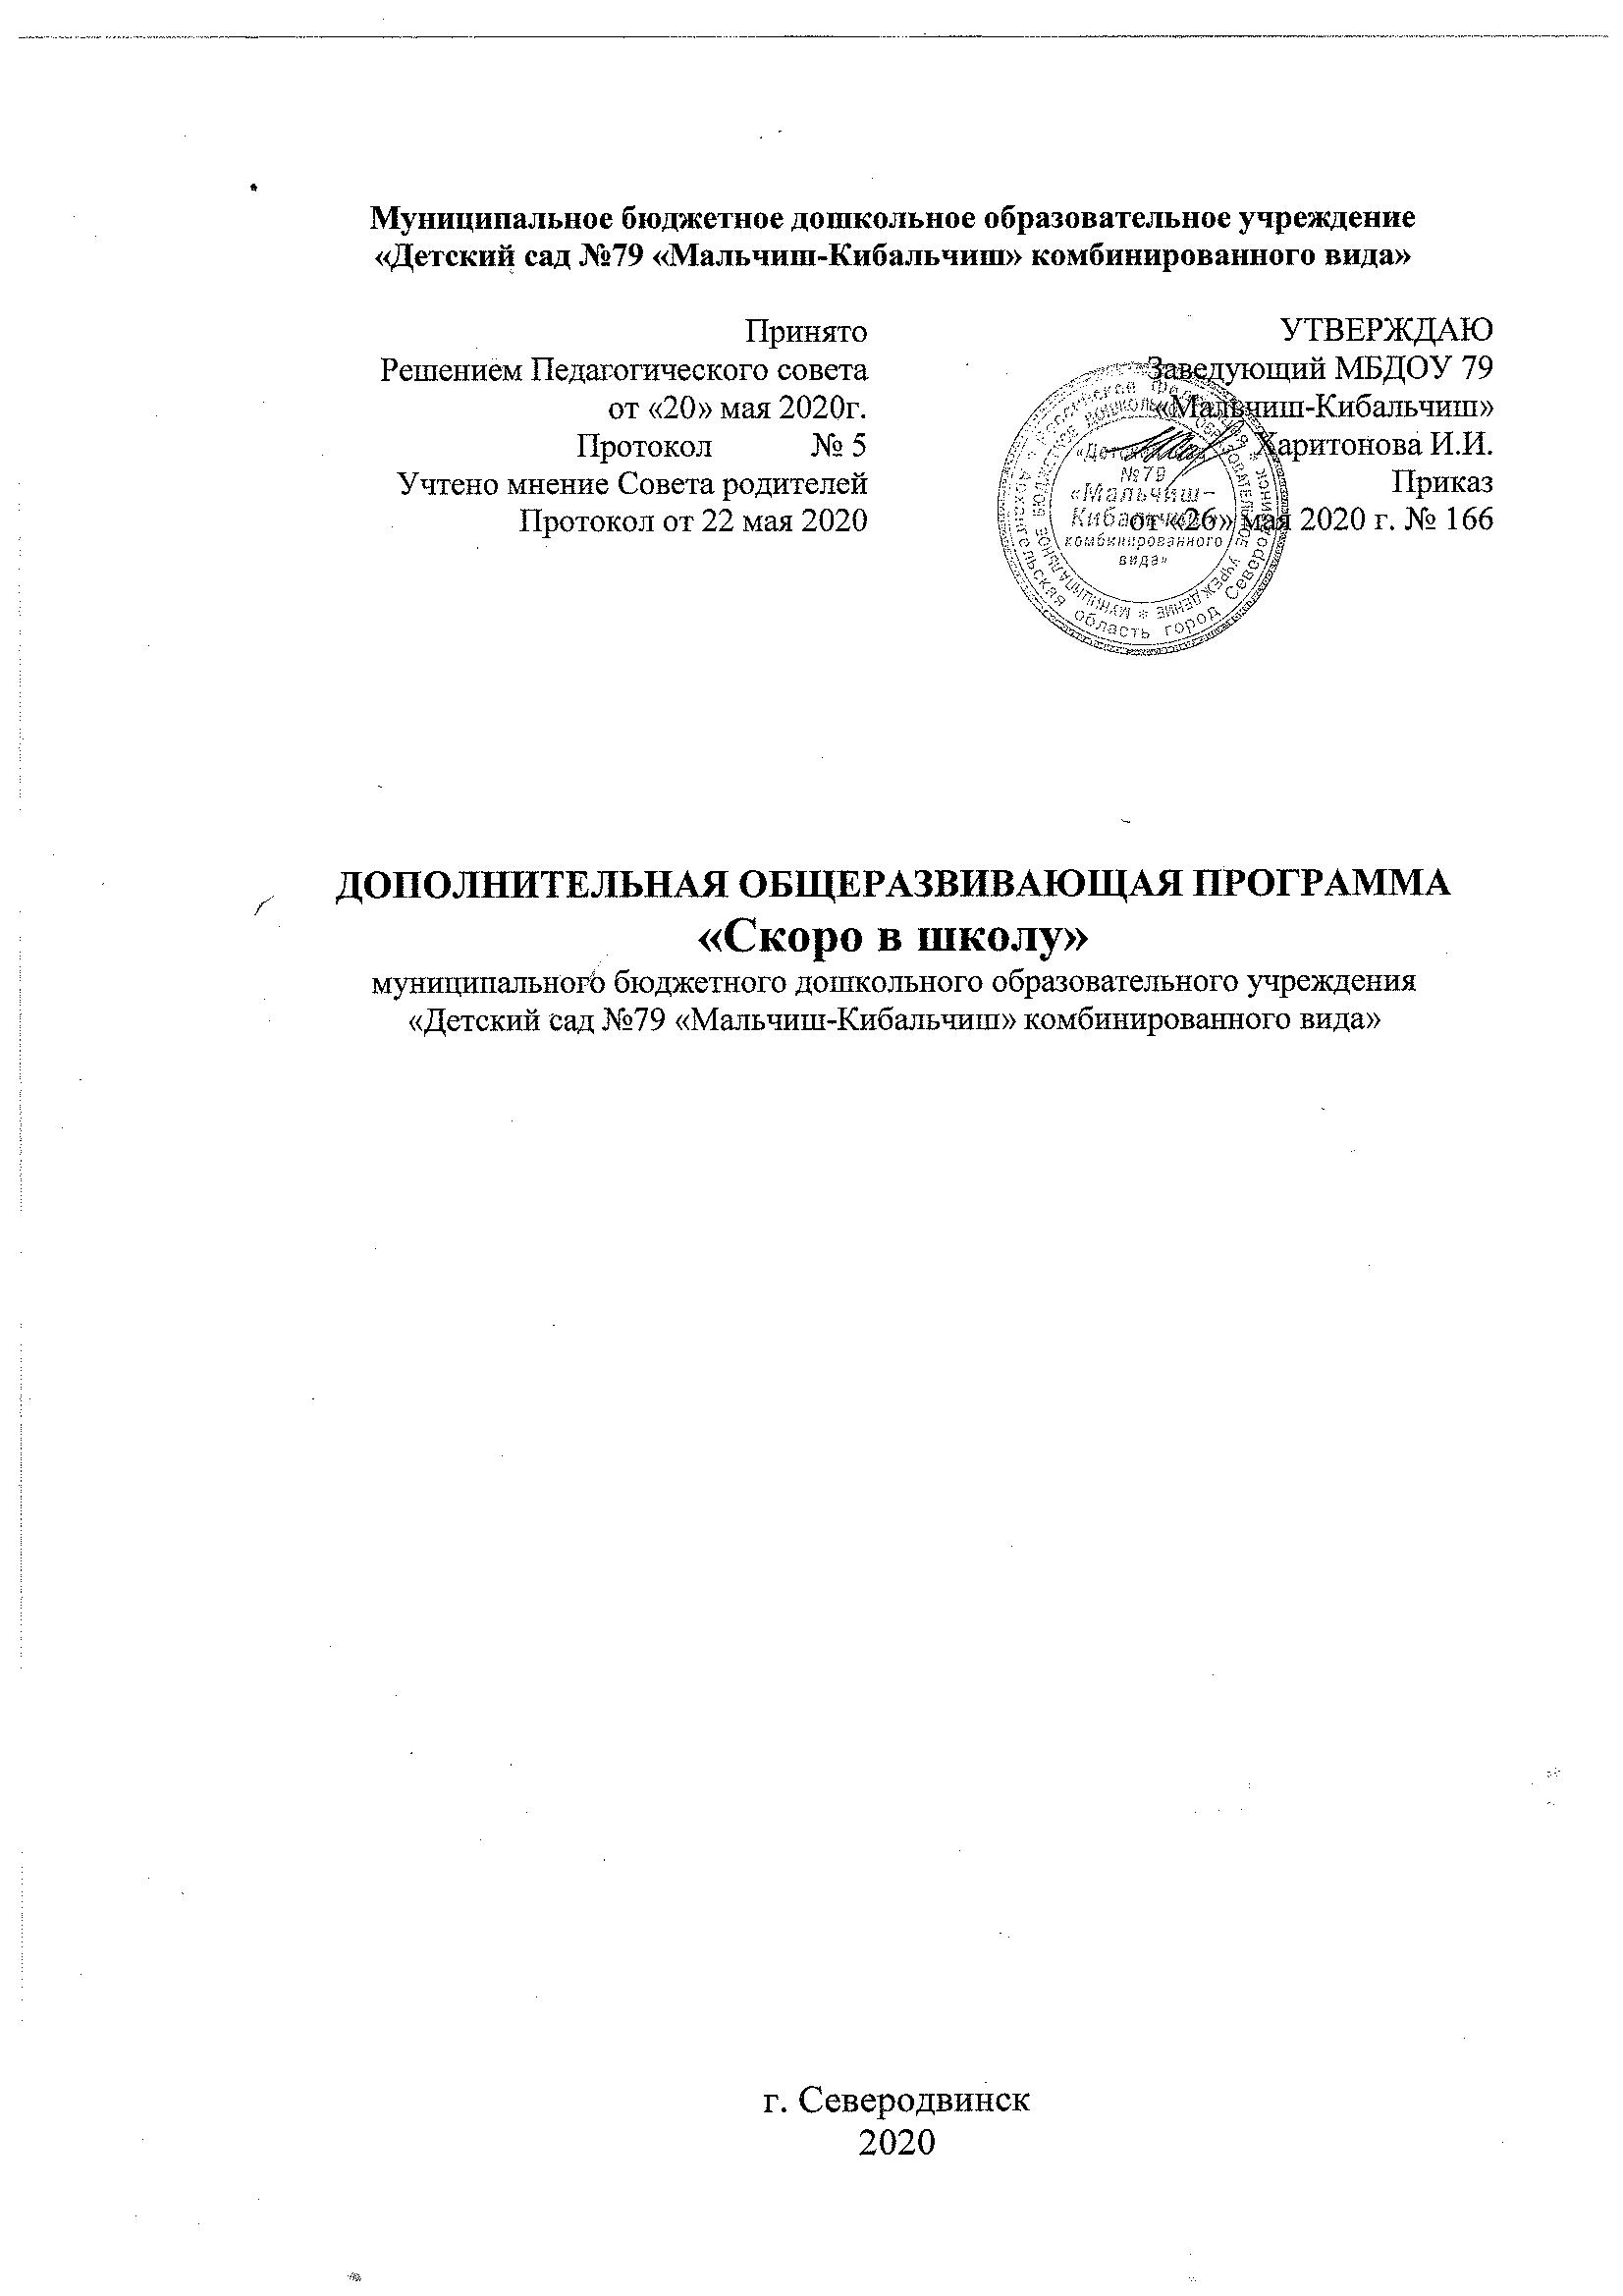 Муниципальное бюджетное дошкольное образовательное учреждение
«Детский сад №79 «Мальчиш-Кибальчиш» комбинированного вида»
Принято
Решением Педагогического совета
от «20» мая 2020г.
Протокол № 5
Учтено мнение Совета родителей
Протокол от 22 мая 2020
УТВЕРЖДАЮ
Заведующий МБДОУ 79
«Мальчиш-Кибальчиш»
Харитонова И.И.
Приказ
от «26» мая 2020 г. № 166
№79
«Мальчиш-
Кибальчиш»
комбинированного
вида»
область город
ДОПОЛНИТЕЛЬНАЯ ОБЩЕРАЗВИВАЮЩАЯ ПРОГРАММА
«Скоро в школу»
муниципального бюджетного дошкольного образовательного учреждения
«Детский сад №79 «Мальчиш-Кибальчиш» комбинированного вида»
г. Северодвинск
2020